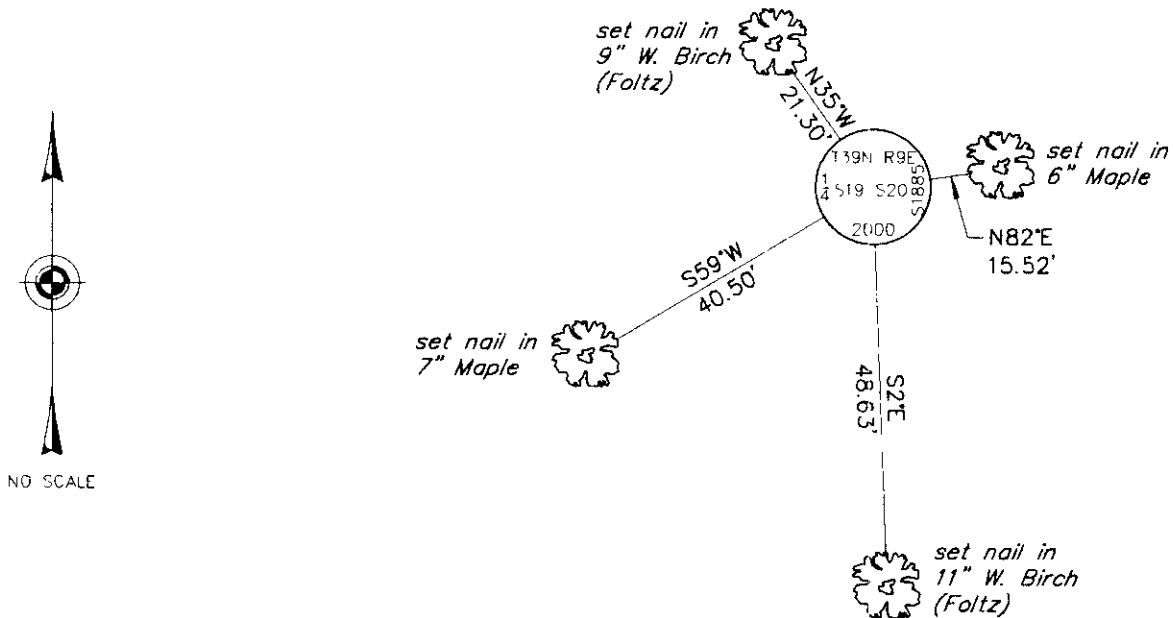 set nail in
9" W. Birch
(Foltz)
N35°W
21.30'
T39N R9E
1/4 S19 S20
S1885
2000
set nail in
6" Maple
N82°E
15.52'
S59°W
40.50'
set nail in
7" Maple
S2°E
48.63'
NO SCALE
set nail in
11" W. Birch
(Foltz)